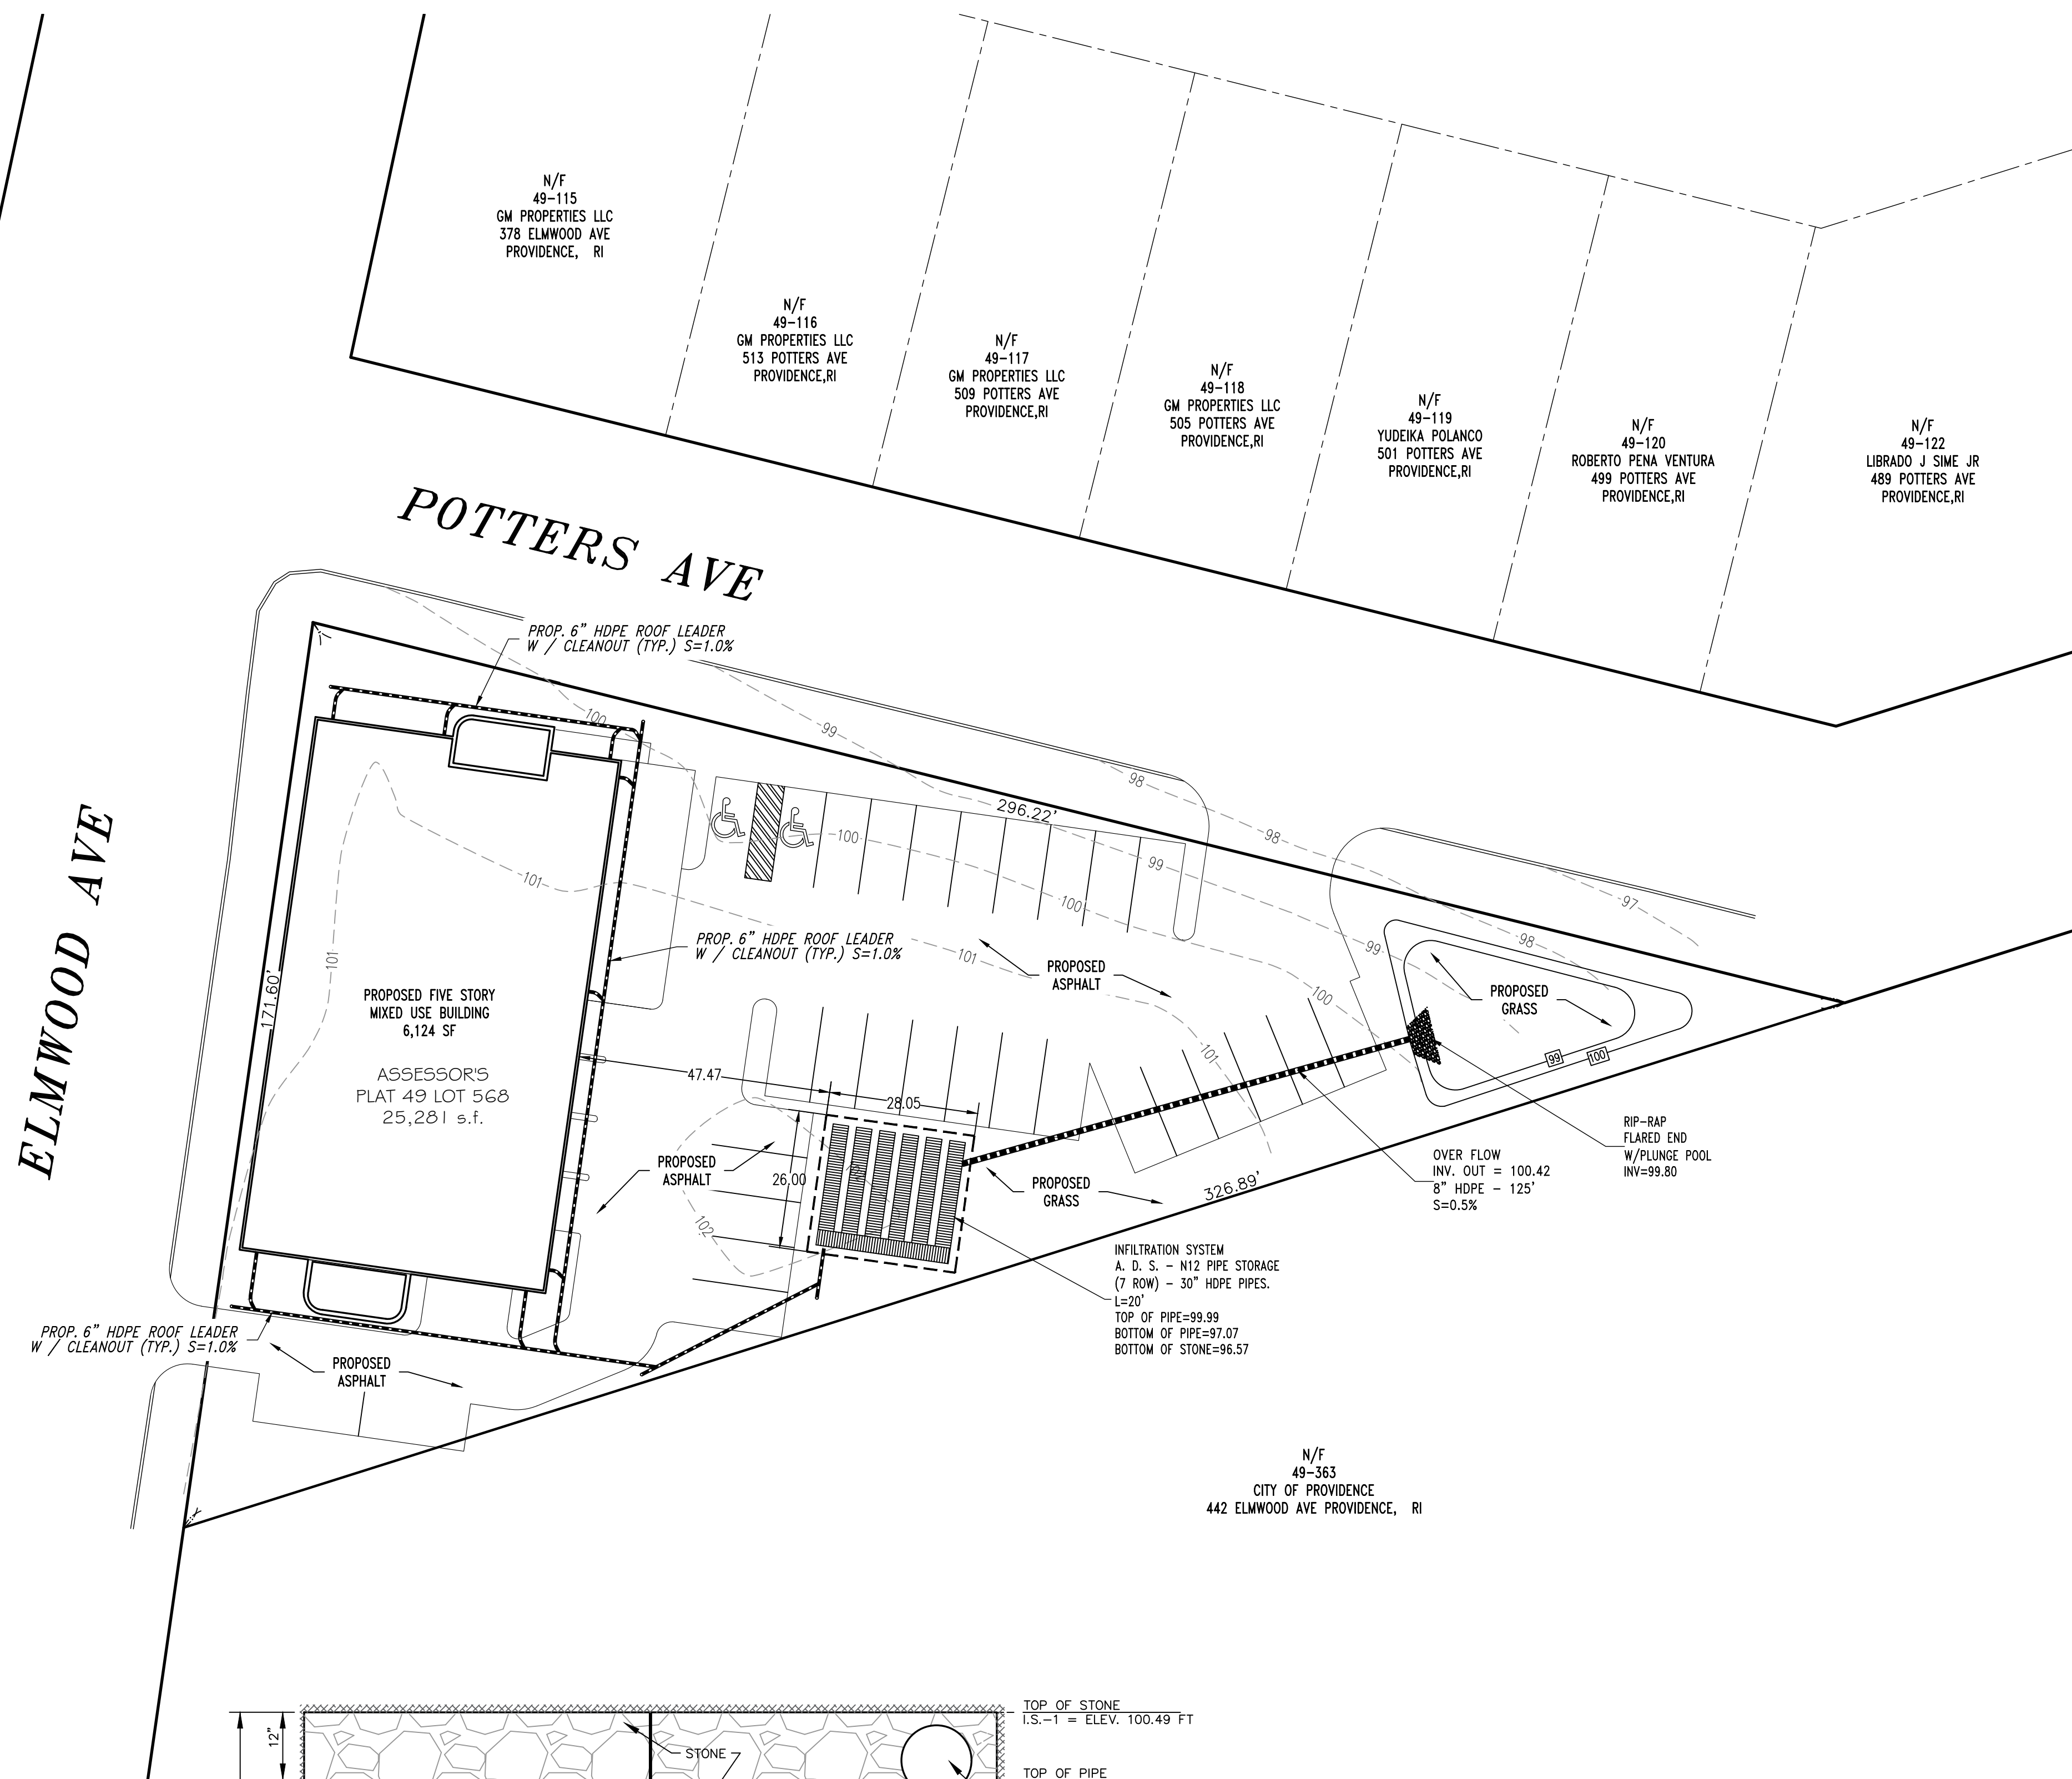 N/F
49-115
GM PROPERTIES LLC
378 ELMWOOD AVE
PROVIDENCE, RI
N/F
49-116
GM PROPERTIES LLC
513 POTTERS AVE
PROVIDENCE,RI
N/F
49-117
GM PROPERTIES LLC
509 POTTERS AVE
PROVIDENCE,RI
N/F
49-118
GM PROPERTIES LLC
505 POTTERS AVE
PROVIDENCE,RI
N/F
49-119
YUDEIKA POLANCO
501 POTTERS AVE
PROVIDENCE,RI
N/F
49-120
ROBERTO PENA VENTURA
499 POTTERS AVE
PROVIDENCE,RI
N/F
49-122
LIBRADO J SIME JR
489 POTTERS AVE
PROVIDENCE,RI
POTTERS AVE
ELMWOOD AVE
PROP. 6" HDPE ROOF LEADER
W / CLEANOUT (TYP.) S=1.0%
100
99
98
98
97
98
296.22'
100
99
100
99
101
101
101
100
101
PROP. 6" HDPE ROOF LEADER
W / CLEANOUT (TYP.) S=1.0%
PROPOSED
ASPHALT
PROPOSED
GRASS
99
100
171.60'
PROPOSED FIVE STORY
MIXED USE BUILDING
6,124 SF
ASSESSOR'S
PLAT 49 LOT 568
25,281 s.f.
47.47
28.05
26.00
102
102
PROPOSED
ASPHALT
PROPOSED
GRASS
326.89'
RIP-RAP
FLARED END
W/PLUNGE POOL
INV=99.80
OVER FLOW
INV. OUT = 100.42
8" HDPE - 125'
S=0.5%
INFILTRATION SYSTEM
A. D. S. - N12 PIPE STORAGE
(7 ROW) - 30" HDPE PIPES.
L=20'
TOP OF PIPE=99.99
BOTTOM OF PIPE=97.07
BOTTOM OF STONE=96.57
PROP. 6" HDPE ROOF LEADER
W / CLEANOUT (TYP.) S=1.0%
PROPOSED
ASPHALT
N/F
49-363
CITY OF PROVIDENCE
442 ELMWOOD AVE PROVIDENCE, RI
TOP OF STONE
I.S.-1 = ELEV. 100.49 FT
12"
STONE
TOP OF PIPE